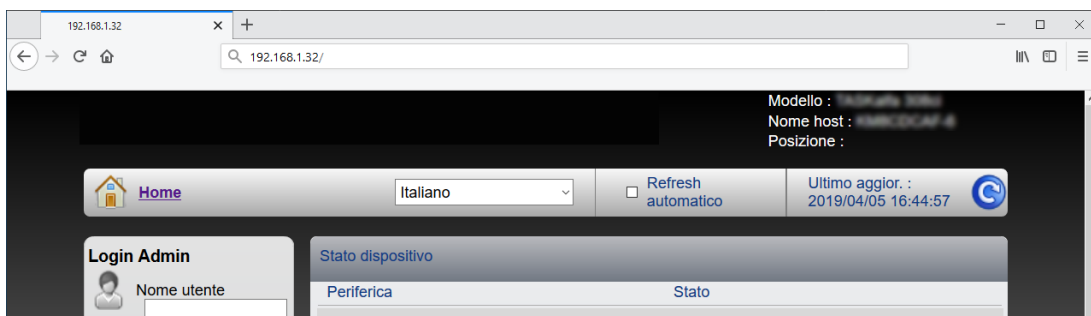 192.168.1.32
192.168.1.32/
Modello :
Nome host :
Posizione :
Home
Italiano
Refresh
automatico
Ultimo aggior. :
2019/04/05 16:44:57
Login Admin
Nome utente
Stato dispositivo
Periferica Stato